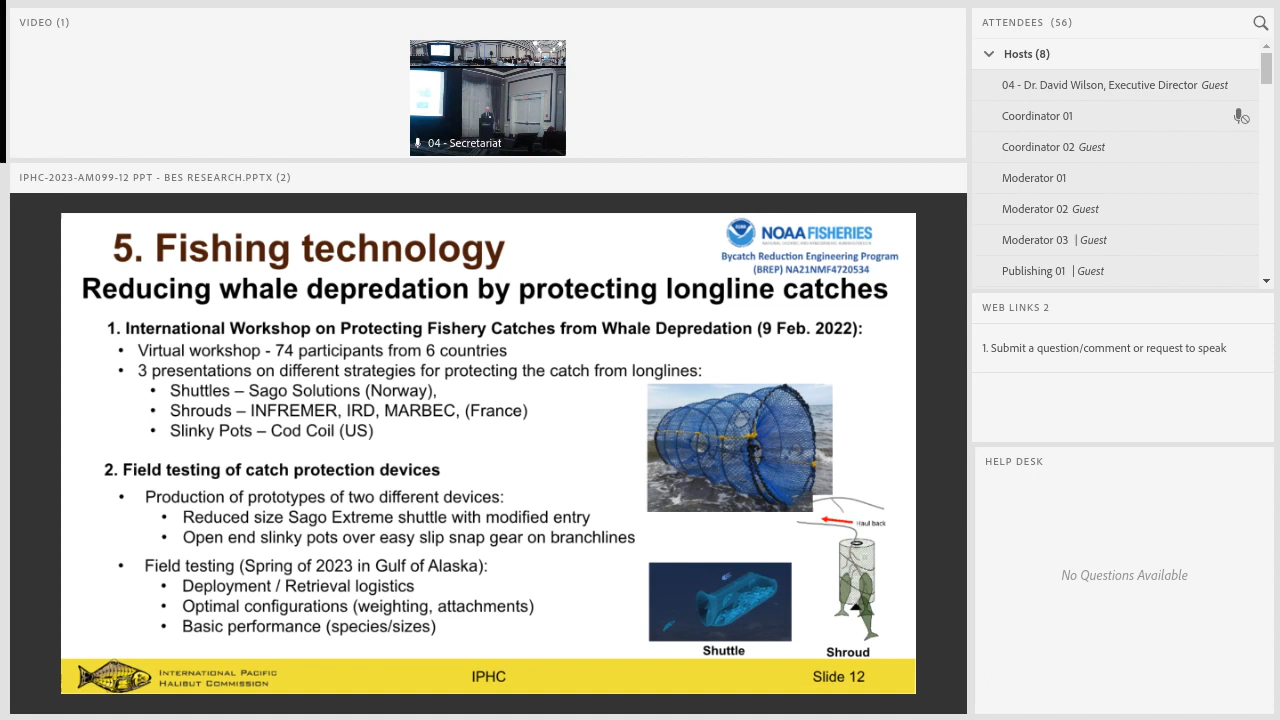 VIDEO (1)
04 - Secretariat
IPHC-2023-AM099-12 PPT - BES RESEARCH.PPTX (2)
5. Fishing technology
NOAA FISHERIES
Bycatch Reduction Engineering Program
(BREP) NA21NMF4720534
Reducing whale depredation by protecting longline catches
1. International Workshop on Protecting Fishery Catches from Whale Depredation (9 Feb. 2022):
• Virtual workshop - 74 participants from 6 countries
• 3 presentations on different strategies for protecting the catch from longlines:
• Shuttles – Sago Solutions (Norway),
• Shrouds – INFREMER, IRD, MARBEC, (France)
• Slinky Pots – Cod Coil (US)
2. Field testing of catch protection devices
• Production of prototypes of two different devices:
• Reduced size Sago Extreme shuttle with modified entry
• Open end slinky pots over easy slip snap gear on branchlines
• Field testing (Spring of 2023 in Gulf of Alaska):
• Deployment / Retrieval logistics
• Optimal configurations (weighting, attachments)
• Basic performance (species/sizes)
Haul back
Shuttle
Shroud
INTERNATIONAL PACIFIC
HALIBUT COMMISSION
IPHC
Slide 12
ATTENDEES (56)
Hosts (8)
04 - Dr. David Wilson, Executive Director Guest
Coordinator 01
Coordinator 02 Guest
Moderator 01
Moderator 02 Guest
Moderator 03 | Guest
Publishing 01 | Guest
WEB LINKS 2
1. Submit a question/comment or request to speak
HELP DESK
No Questions Available